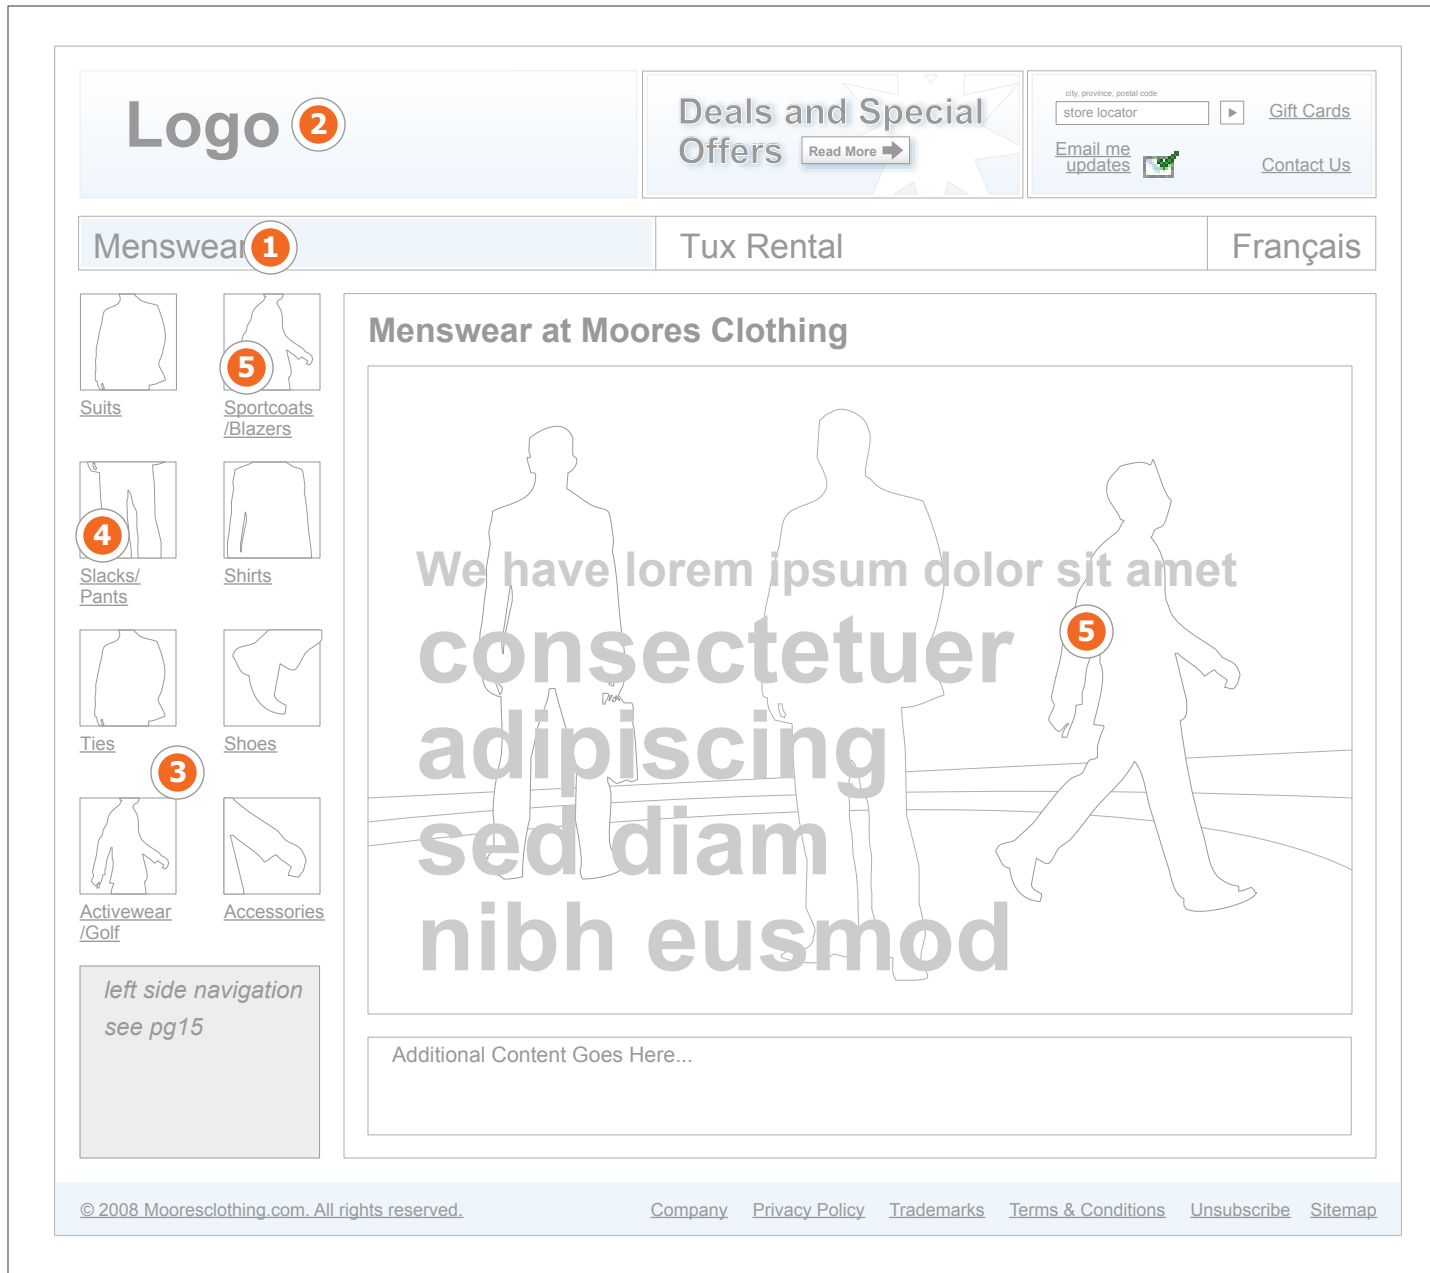 Logo 2
Deals and Special
Offers Read More
city, province, postal code
store locator
Gift Cards
Email me
updates
Contact Us
Menswear 1
Tux Rental
Français
5
Suits
Sportcoats
/Blazers
4
Slacks/
Pants
Shirts
Ties
Shoes
3
Activewear
/Golf
Accessories
left side navigation
see pg15
Menswear at Moores Clothing
We have lorem ipsum dolor sit amet
consectetuer
5
adipiscing
sed diam
nibh eusmod
Additional Content Goes Here...
© 2008 Mooresclothing.com. All rights reserved.
Company
Privacy Policy
Trademarks
Terms & Conditions
Unsubscribe
Sitemap